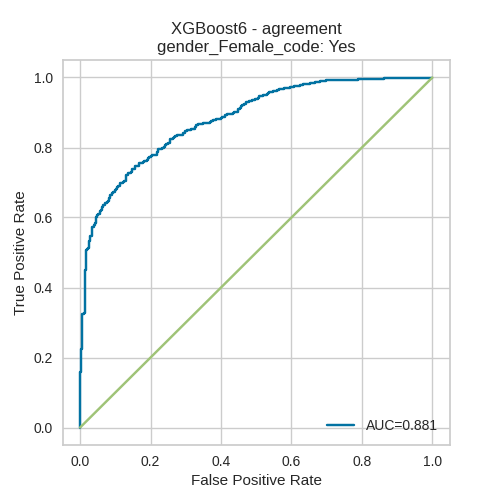 XGBoost6 - agreement
gender_Female_code: Yes
True Positive Rate
1.0
0.8
0.6
0.4
0.2
0.0
AUC=0.881
0.0 0.2 0.4 0.6 0.8 1.0
False Positive Rate